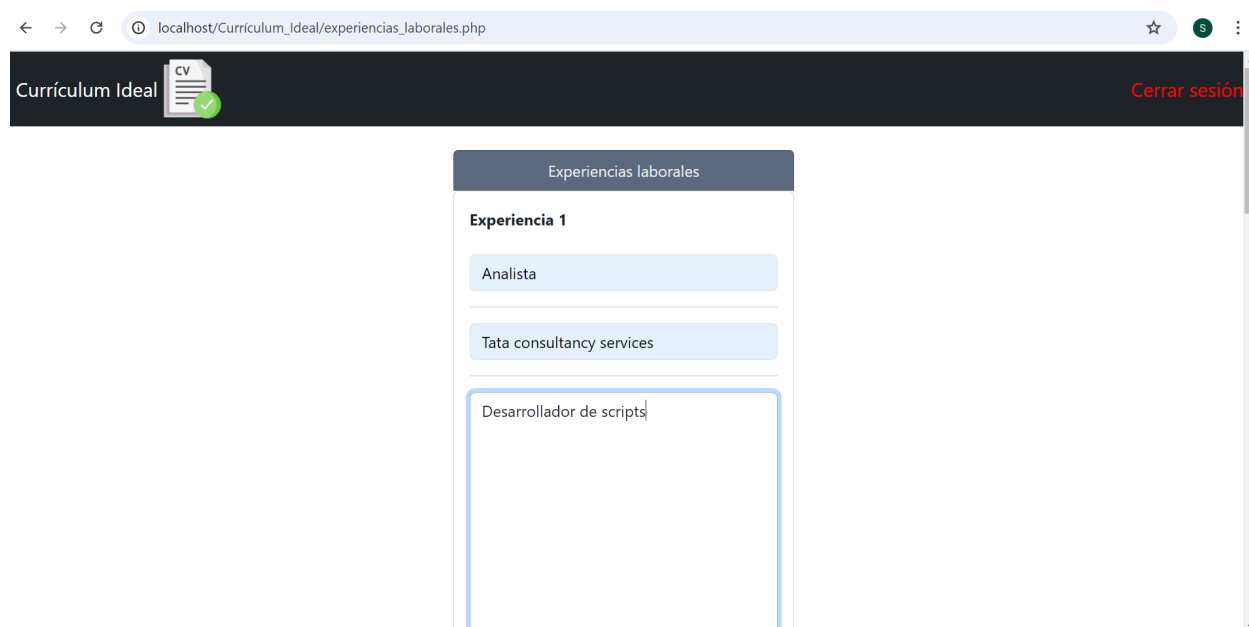 localhost/Currículum_Ideal/experiencias_laborales.php
S
Currículum Ideal
CV
Cerrar sesión
Experiencias laborales
Experiencia 1
Analista
Tata consultancy services
Desarrollador de scripts